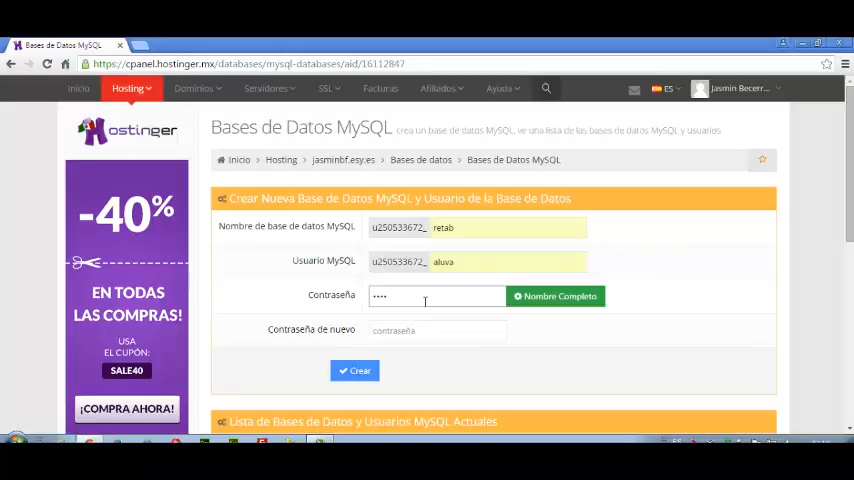 Bases de Datos MySQL
https://cpanel.hostinger.mx/databases/mysql-databases/aid/16112847
Inicio Hosting Dominios Servidores SSL Facturas Afiliados Ayuda ES Jasmin Becerr...
Hostinger
Bases de Datos MySQL crea un base de datos MySQL, ve una lista de las bases de datos MySQL y usuarios
Inicio > Hosting > jasminbf.esy.es > Bases de datos > Bases de Datos MySQL
-40%
EN TODAS
LAS COMPRAS!
USA
EL CUPÓN:
SALE40
¡COMPRA AHORA!
Crear Nueva Base de Datos MySQL y Usuario de la Base de Datos
Nombre de base de datos MySQL u250533672_ retab
Usuario MySQL u250533672_ aluva
Contraseña •••• Nombre Completo
Contraseña de nuevo contraseña
Crear
Lista de Bases de Datos y Usuarios MySQL Actuales
ES